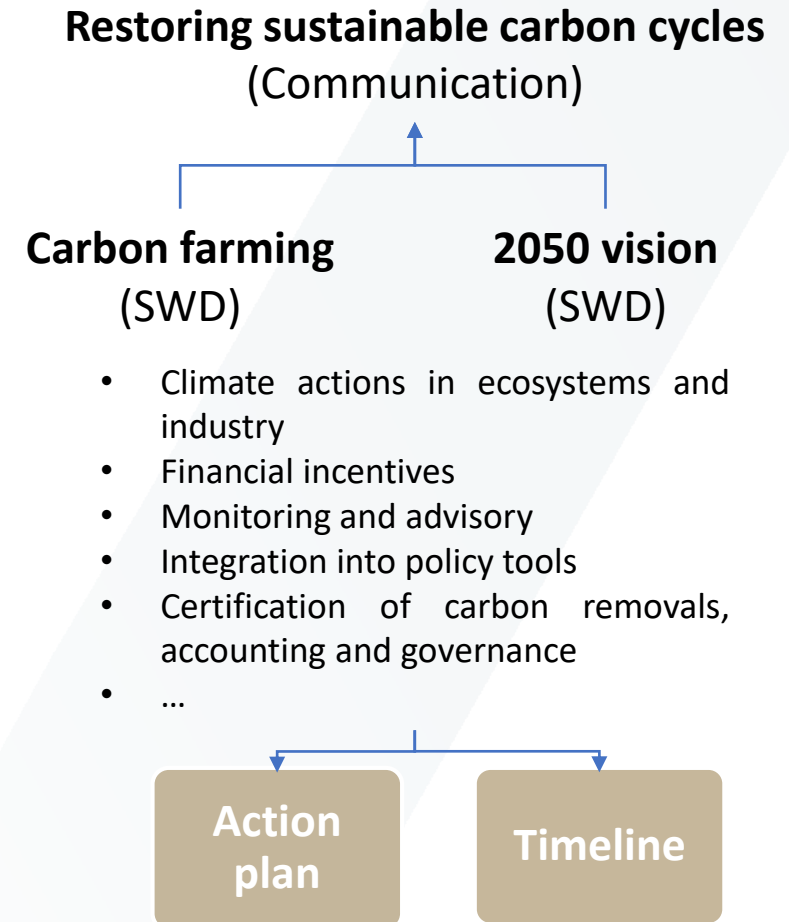 Restoring sustainable carbon cycles
(Communication)
Carbon farming
(SWD)
2050 vision
(SWD)
• Climate actions in ecosystems and
industry
• Financial incentives
• Monitoring and advisory
• Integration into policy tools
• Certification of carbon removals,
accounting and governance
• ...
Action
plan
Timeline